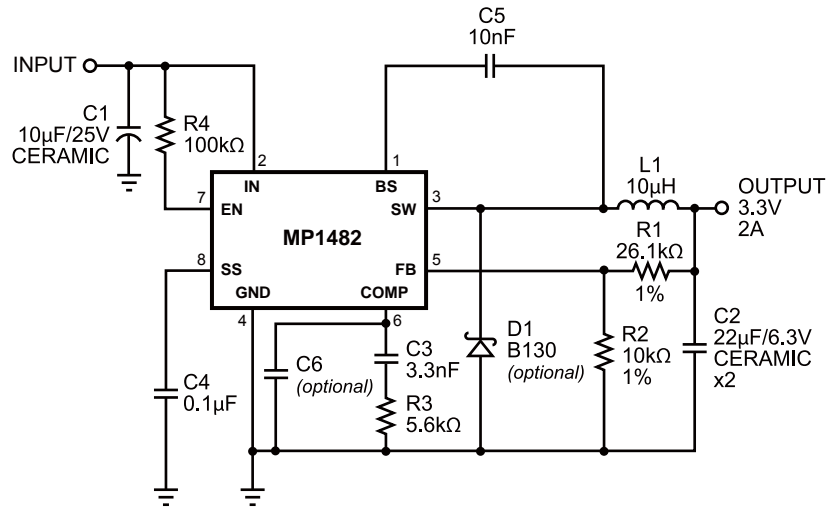 C5
10nF
INPUT
C1
10µF/25V
CERAMIC
R4
100kΩ
2
1
IN
BS
L1
10µH
OUTPUT
3.3V
2A
7
EN
SW
3
MP1482
R1
26.1kΩ
1%
8
SS
FB
5
GND
COMP
4
6
C4
0.1µF
C6
(optional)
C3
3.3nF
R3
5.6kΩ
D1
B130
(optional)
R2
10kΩ
1%
C2
22µF/6.3V
CERAMIC
x2